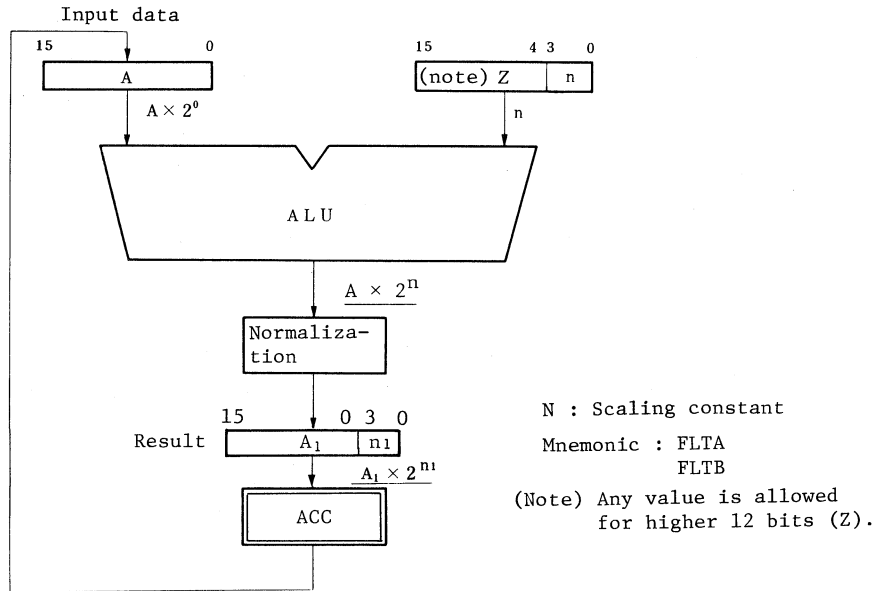 Input data
15 0
15 4 3 0
A
(note) Z n
A × 2⁰
n
ALU
A × 2ⁿ
Normaliza-
tion
15 0 3 0
Result A₁ n₁
A₁ × 2ⁿ¹
ACC
N : Scaling constant
Mnemonic : FLTA
FLTB
(Note) Any value is allowed
for higher 12 bits (Z).